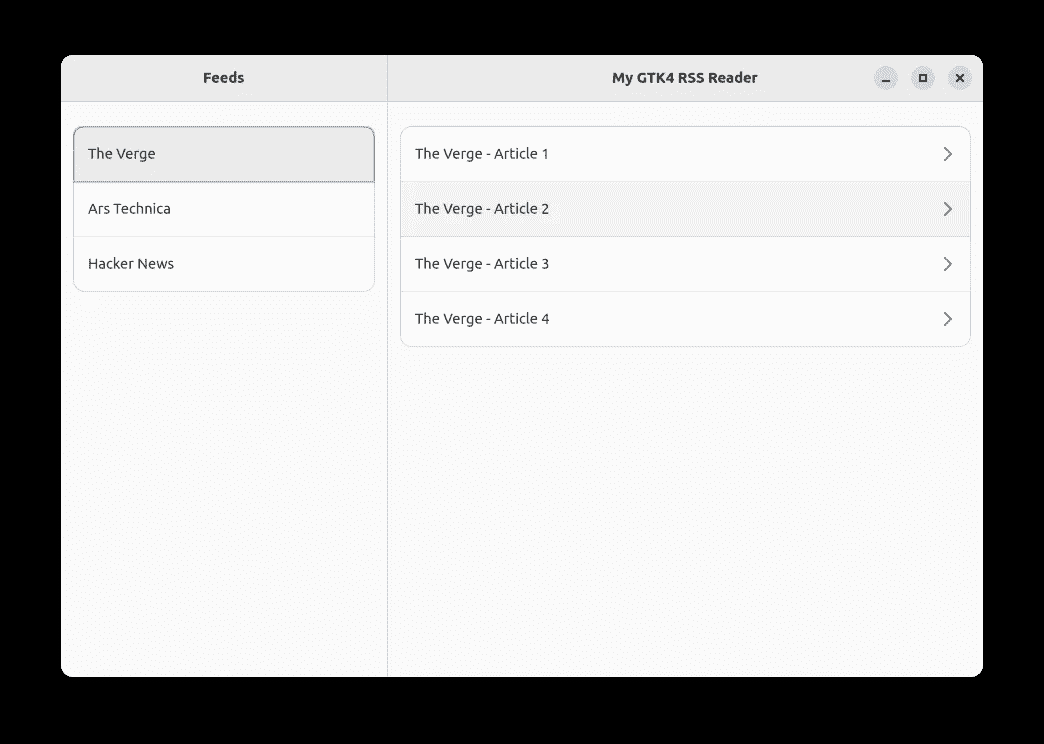 Feeds
My GTK4 RSS Reader
The Verge
Ars Technica
Hacker News
The Verge - Article 1
The Verge - Article 2
The Verge - Article 3
The Verge - Article 4